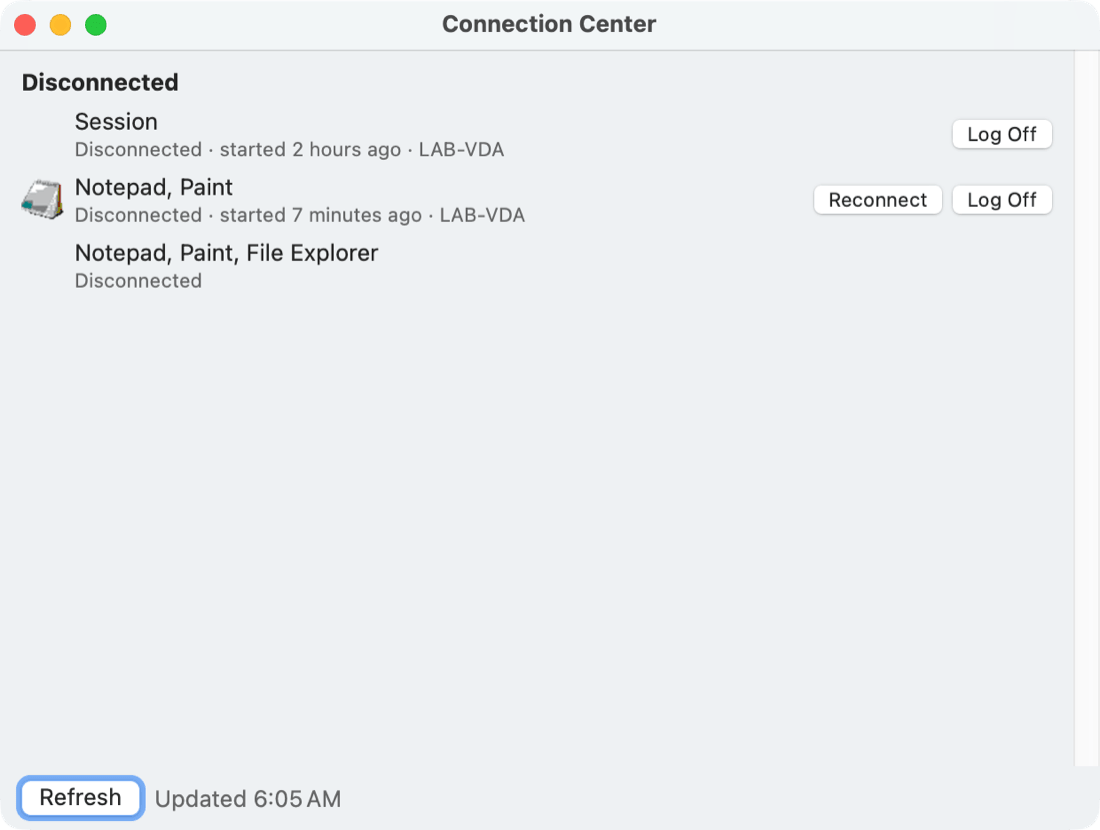 Connection Center
Disconnected
Session
Disconnected · started 2 hours ago · LAB-VDA
Log Off
Notepad, Paint
Disconnected · started 7 minutes ago · LAB-VDA
Reconnect
Log Off
Notepad, Paint, File Explorer
Disconnected
Refresh
Updated 6:05 AM